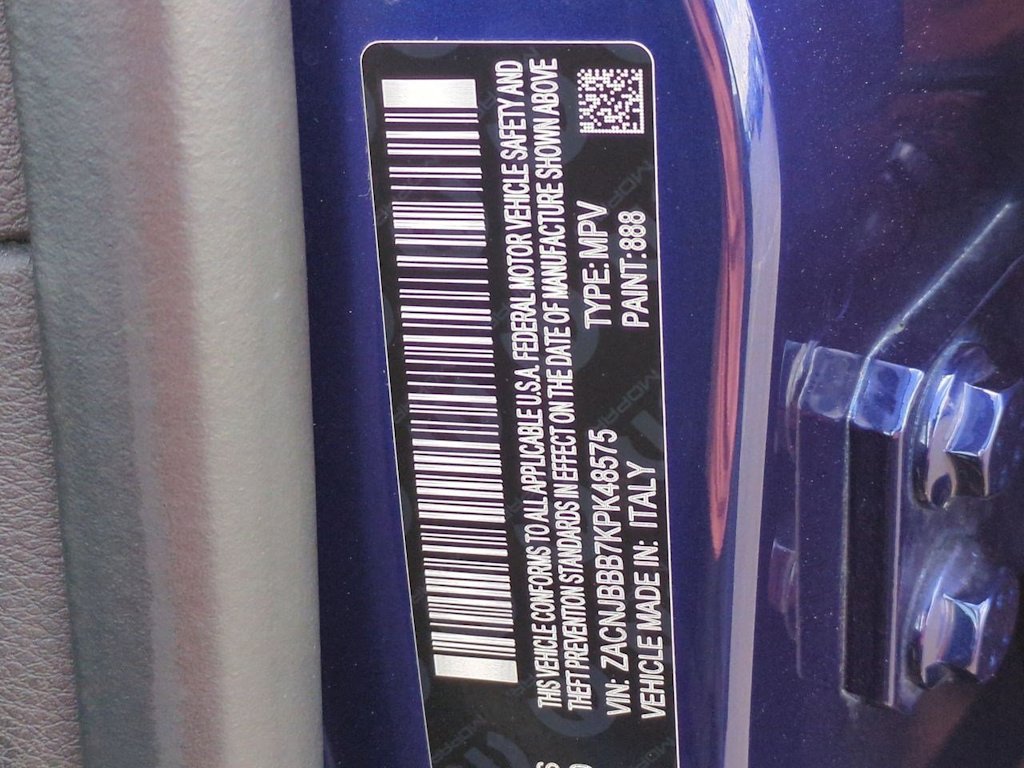 THIS VEHICLE CONFORMS TO ALL APPLICABLE U.S.A. FEDERAL MOTOR VEHICLE SAFETY AND
THEFT PREVENTION STANDARDS IN EFFECT ON THE DATE OF MANUFACTURE SHOWN ABOVE
VIN: ZACNJBBB7KPK48575 TYPE: MPV
VEHICLE MADE IN: ITALY PAINT: 888
MOPAR